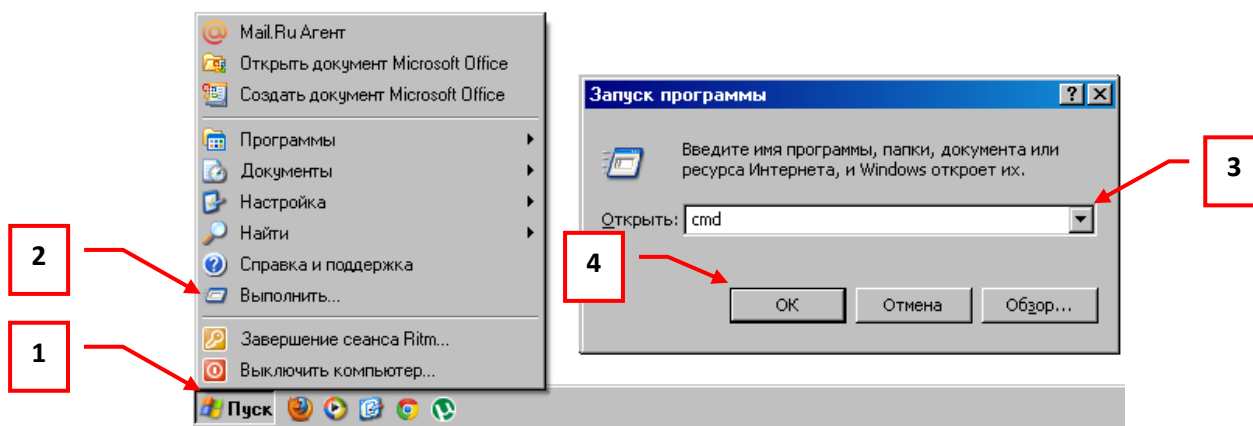 Mail.Ru Агент
Открыть документ Microsoft Office
Создать документ Microsoft Office
Программы
Документы
Настройка
Найти
Справка и поддержка
Выполнить...
Завершение сеанса Ritm...
Выключить компьютер...
Пуск
2
1
Запуск программы
Введите имя программы, папки, документа или
ресурса Интернета, и Windows откроет их.
Открыть: cmd
3
4
ОК
Отмена
Обзор...